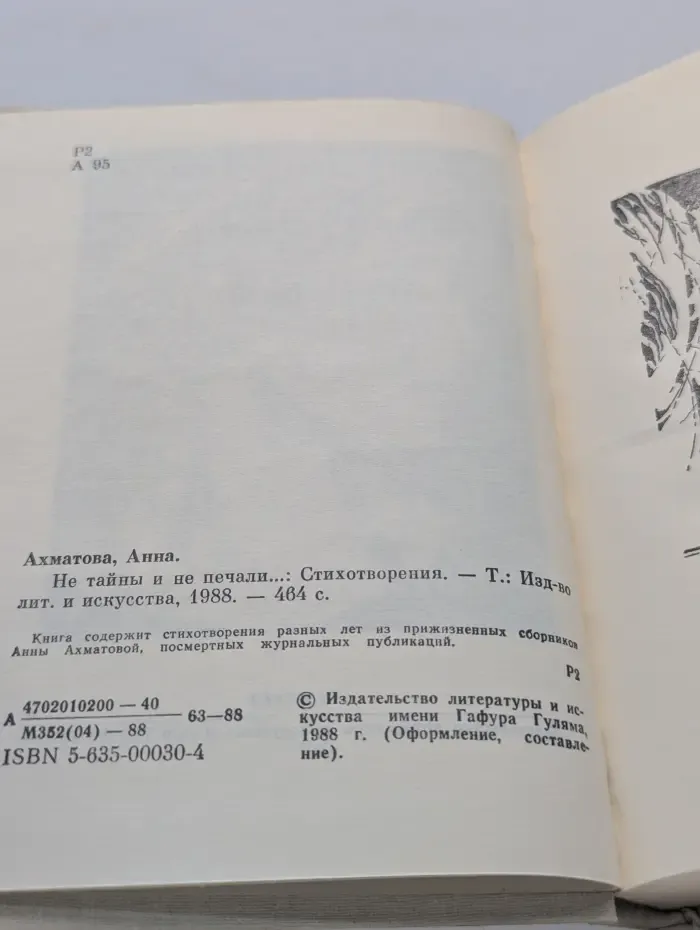 Р2
А 95
Ахматова, Анна.
Не тайны и не печали...: Стихотворения. — Т.: Изд-во
лит. и искусства, 1988. — 464 с.
Книга содержит стихотворения разных лет из прижизненных сборников
Анны Ахматовой, посмертных журнальных публикаций.
Р2
А 4702010200 — 40
М352(04) — 88 63—88
ISBN 5-635-00030-4
© Издательство литературы и ис-
кусства имени Гафура Гуляма,
1988 г. (Оформление, составле-
ние).